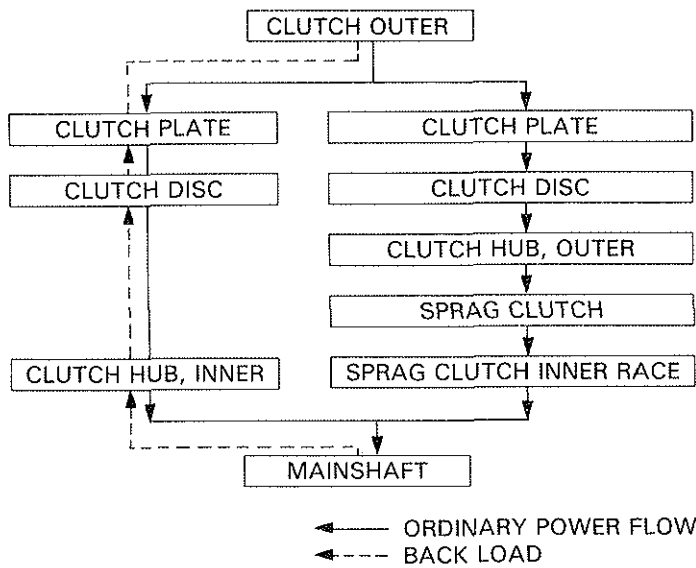 CLUTCH OUTER
CLUTCH PLATE
CLUTCH PLATE
CLUTCH DISC
CLUTCH DISC
CLUTCH HUB, OUTER
SPRAG CLUTCH
CLUTCH HUB, INNER
SPRAG CLUTCH INNER RACE
MAINSHAFT
ORDINARY POWER FLOW
BACK LOAD